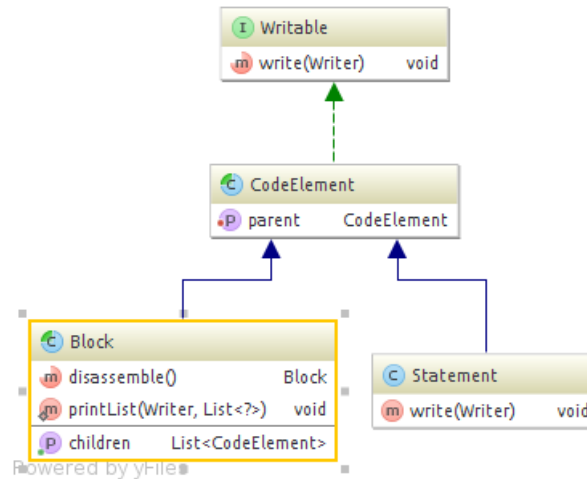 I Writable
m write(Writer) void
C CodeElement
P parent CodeElement
C Block
m disassemble() Block
m printList(Writer, List<?>) void
P children List<CodeElement>
C Statement
m write(Writer) void
Powered by yFiles